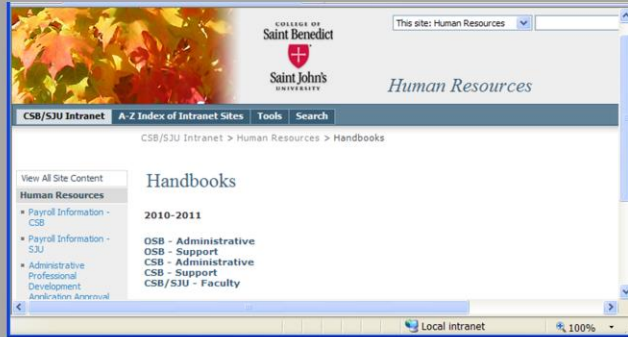 COLLEGE OF
Saint Benedict
Saint John's
UNIVERSITY
This site: Human Resources
Human Resources
CSB/SJU Intranet A-Z Index of Intranet Sites Tools Search
CSB/SJU Intranet > Human Resources > Handbooks
View All Site Content
Human Resources
Payroll Information -
CSB
Payroll Information -
SJU
Administrative
Professional
Development
Application Approval
Handbooks
2010-2011
OSB - Administrative
OSB - Support
CSB - Administrative
CSB - Support
CSB/SJU - Faculty
Local intranet
100%